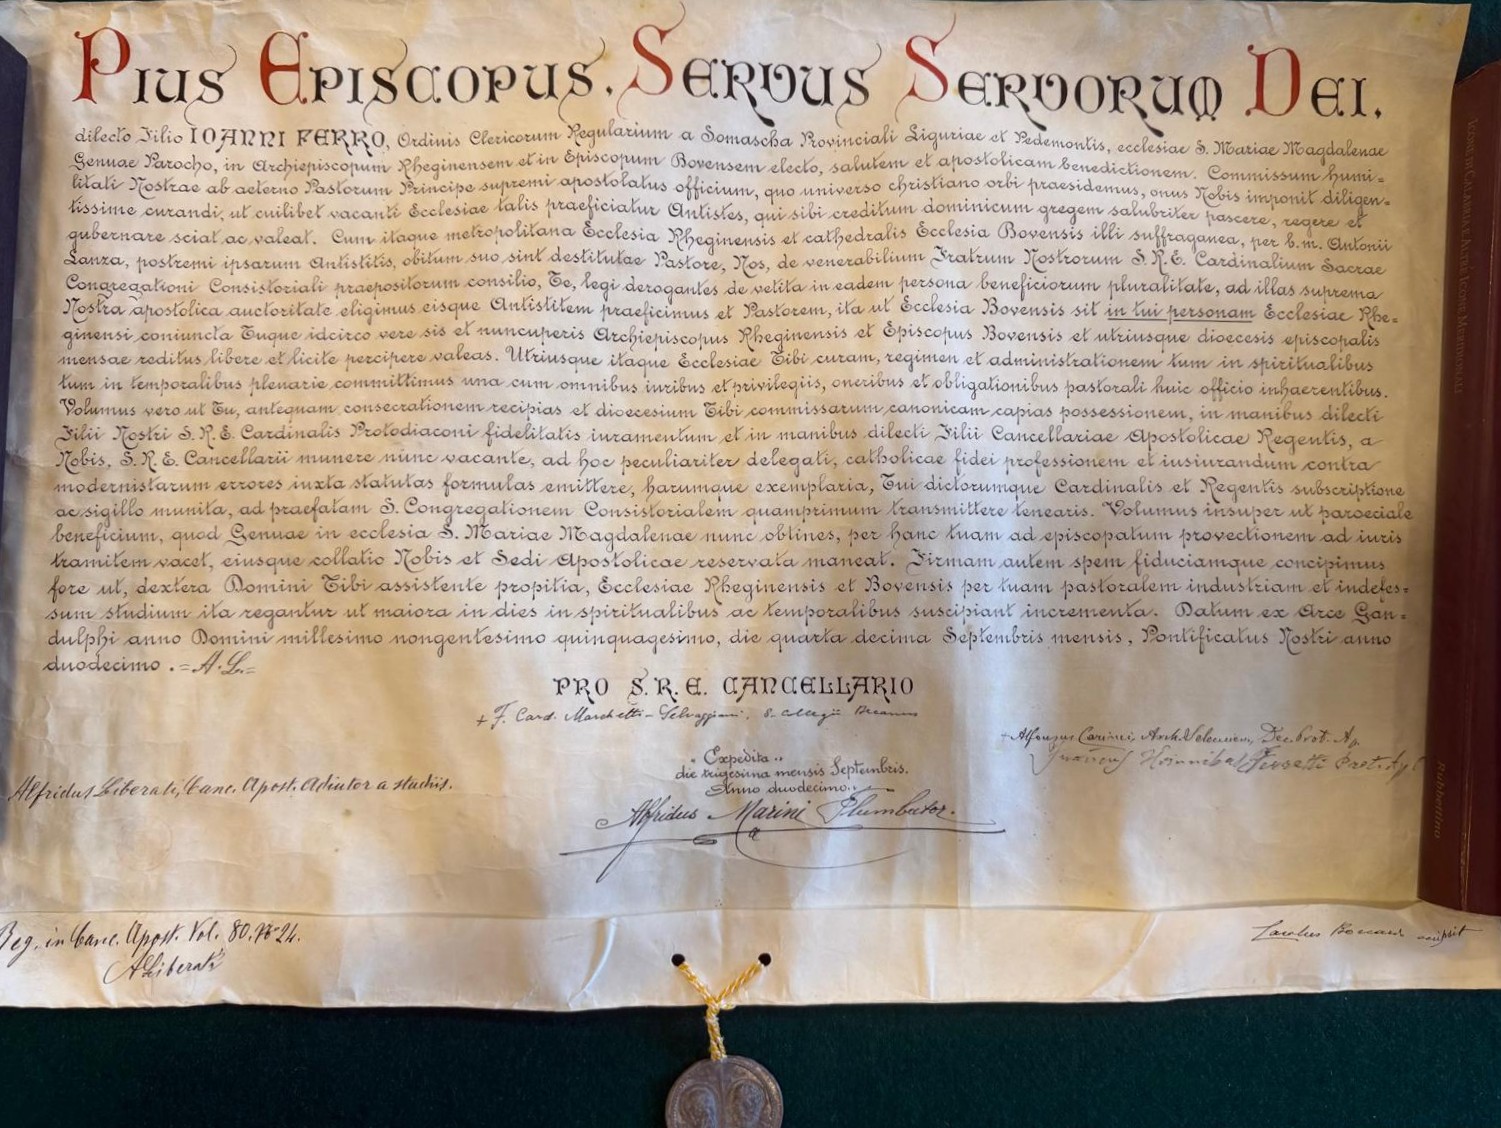 PIUS EPISCOPUS, SERVUS SERVORUM DEI,
dilecto Filio IOANNI FERRO, Ordinis Clericorum Regularium a Somascha Provinciali Liguriae et Pedemontis, ecclesiae S. Mariae Magdalenae
Genuae Parocho, in Archiepiscopum Rheginensem et in Episcopum Bovensem electo, salutem et apostolicam benedictionem. Commissum humi=
litati Nostrae ab aeterno Pastorum Principe supremi apostolatus officium, quo universo christiano orbi praesidemus, onus Nobis imponit diligen=
tissime curandi, ut cuilibet vacanti Ecclesiae talis praeficiatur Antistes, qui sibi creditum dominicum gregem salubriter pascere, regere et
gubernare sciat ac valeat. Cum itaque metropolitana Ecclesia Rheginensis et cathedralis Ecclesia Bovensis illi suffraganea, per b. m. Antonii
Lanza, postremi ipsarum Antistitis, obitum suo sint destitutae Pastore, Nos, de venerabilium Fratrum Nostrorum S. R. E. Cardinalium Sacrae
Congregationi Consistoriali praepositorum consilio, Te, legi derogantes de vetita in eadem persona beneficiorum pluralitate, ad illas suprema
Nostra apostolica auctoritate eligimus eisque Antistitem praeficimus et Pastorem, ita ut Ecclesia Bovensis sit in tui personam Ecclesiae Rhe=
ginensi coniuncta Tuque idcirco vere sis et nuncuperis Archiepiscopus Rheginensis et Episcopus Bovensis et utriusque dioecesis episcopalis
mensae reditus libere et licite percipere valeas. Utriusque itaque Ecclesiae Tibi curam, regimen et administrationem tum in spiritualibus
tum in temporalibus plenarie committimus una cum omnibus iuribus et privilegiis, oneribus et obligationibus pastorali huic officio inhaerentibus.
Volumus vero ut Tu, antequam consecrationem recipias et dioecesium Tibi commissarum canonicam capias possessionem, in manibus dilecti
Filii Nostri S. R. E. Cardinalis Protodiaconi fidelitatis iuramentum et in manibus dilecti Filii Cancellariae Apostolicae Regentis, a
Nobis, S. R. E. Cancellarii munere nunc vacante, ad hoc peculiariter delegati, catholicae fidei professionem et iusiurandum contra
modernistarum errores iuxta statutas formulas emittere, harumque exemplaria, Tui dictorumque Cardinalis et Regentis subscriptione
ac sigillo munita, ad praefatam S. Congregationem Consistorialem quamprimum transmittere tenearis. Volumus insuper ut paroeciale
beneficium, quod Genuae in ecclesia S. Mariae Magdalenae nunc obtines, per hanc tuam ad episcopatum provectionem ad iuris
tramitem vacet, eiusque collatio Nobis et Sedi Apostolicae reservata maneat. Firmam autem spem fiduciamque concipimus
fore ut, dextera Domini Tibi assistente propitia, Ecclesiae Rheginensis et Bovensis per tuam pastoralem industriam et indefes=
sum studium ita regantur ut maiora in dies in spiritualibus ac temporalibus suscipiant incrementa. Datum ex Arce Gan=
dulphi anno Domini millesimo nongentesimo quinquagesimo, die quarta decima Septembris mensis, Pontificatus Nostri anno
duodecimo. =A. L.=
PRO S. R. E. CANCELLARIO
+ F. Card. Marchetti-Selvaggiani, S. Collegii Decanus
Alfonsus Carinci, Arch. Seleucien, Dec. Prot. Ap.
Hannibal Ferretti Prot. Ap.
Expedita
die trigesima mensis Septembris.
Anno duodecimo.
Alfridus Liberati, Canc. Apost. Adiutor a studiis.
Alfridus Marini Plumbator.
Reg. in Canc. Apost. Vol. 80. N° 24.
A Liberati
scripsit
Rubbettino